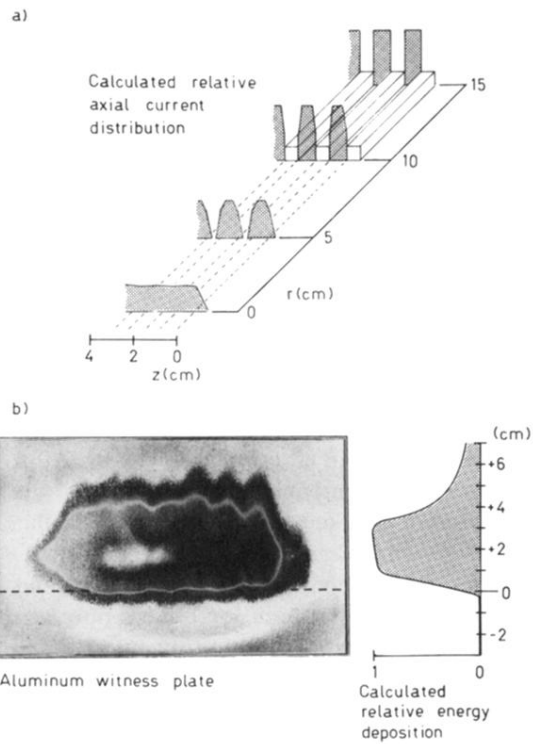 a)
Calculated relative
axial current
distribution
15
10
5
r(cm)
0
4 2 0
z(cm)
b)
(cm)
+6
+4
+2
0
-2
1 0
Aluminum witness plate
Calculated
relative energy
deposition